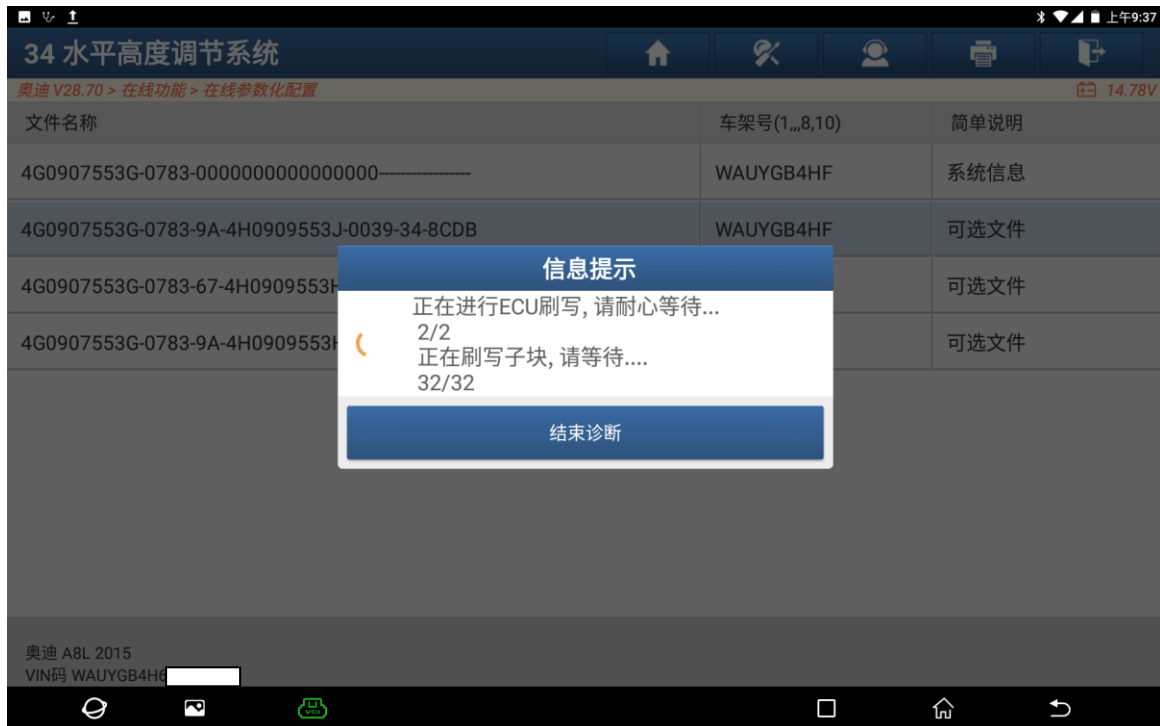 上午9:37
34 水平高度调节系统
奥迪 V28.70 > 在线功能 > 在线参数化配置
14.78V
文件名称 车架号(1,,,8,10) 简单说明
4G0907553G-0783-0000000000000000---------------- WAUYGB4HF 系统信息
4G0907553G-0783-9A-4H0909553J-0039-34-8CDB WAUYGB4HF 可选文件
4G0907553G-0783-67-4H0909553H 可选文件
4G0907553G-0783-9A-4H0909553H 可选文件
信息提示
正在进行ECU刷写, 请耐心等待...
2/2
正在刷写子块, 请等待....
32/32
结束诊断
奥迪 A8L 2015
VIN码 WAUYGB4H6
VCI